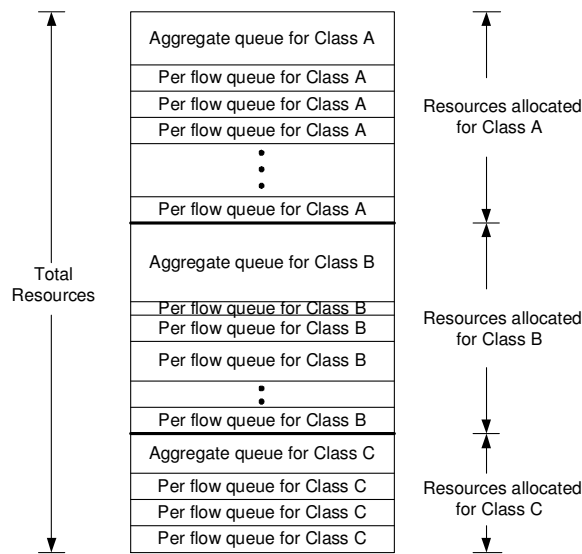 Aggregate queue for Class A
Per flow queue for Class A
Per flow queue for Class A
Per flow queue for Class A
Per flow queue for Class A
Aggregate queue for Class B
Per flow queue for Class B
Per flow queue for Class B
Per flow queue for Class B
Per flow queue for Class B
Aggregate queue for Class C
Per flow queue for Class C
Per flow queue for Class C
Per flow queue for Class C
Total
Resources
Resources allocated
for Class A
Resources allocated
for Class B
Resources allocated
for Class C